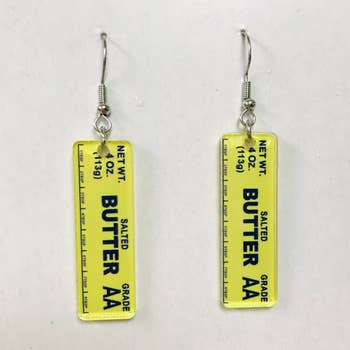 NET WT.
4 OZ.
(113g)
SALTED
BUTTER
GRADE
AA
NET WT.
4 OZ.
(113g)
SALTED
BUTTER
GRADE
AA